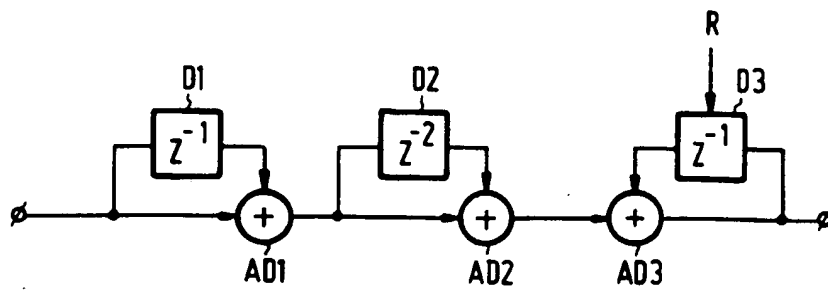 R
D1
D2
D3
Z⁻¹
Z⁻²
Z⁻¹
+
+
+
AD1
AD2
AD3